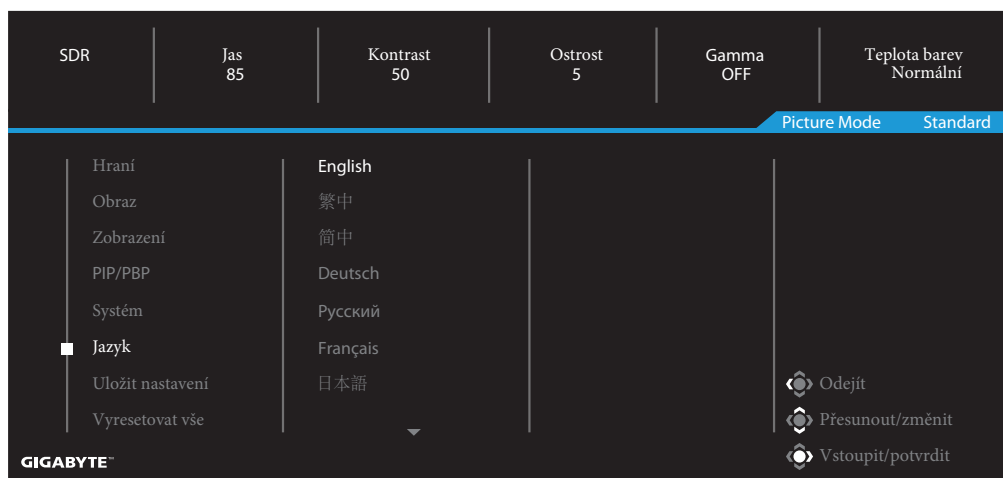 SDR
Jas
85
Kontrast
50
Ostrost
5
Gamma
OFF
Teplota barev
Normální
Picture Mode Standard
Hraní
Obraz
Zobrazení
PIP/PBP
Systém
Jazyk
Uložit nastavení
Vyresetovat vše
English
繁中
简中
Deutsch
Русский
Français
日本語
Odejít
Přesunout/změnit
Vstoupit/potvrdit
GIGABYTE™